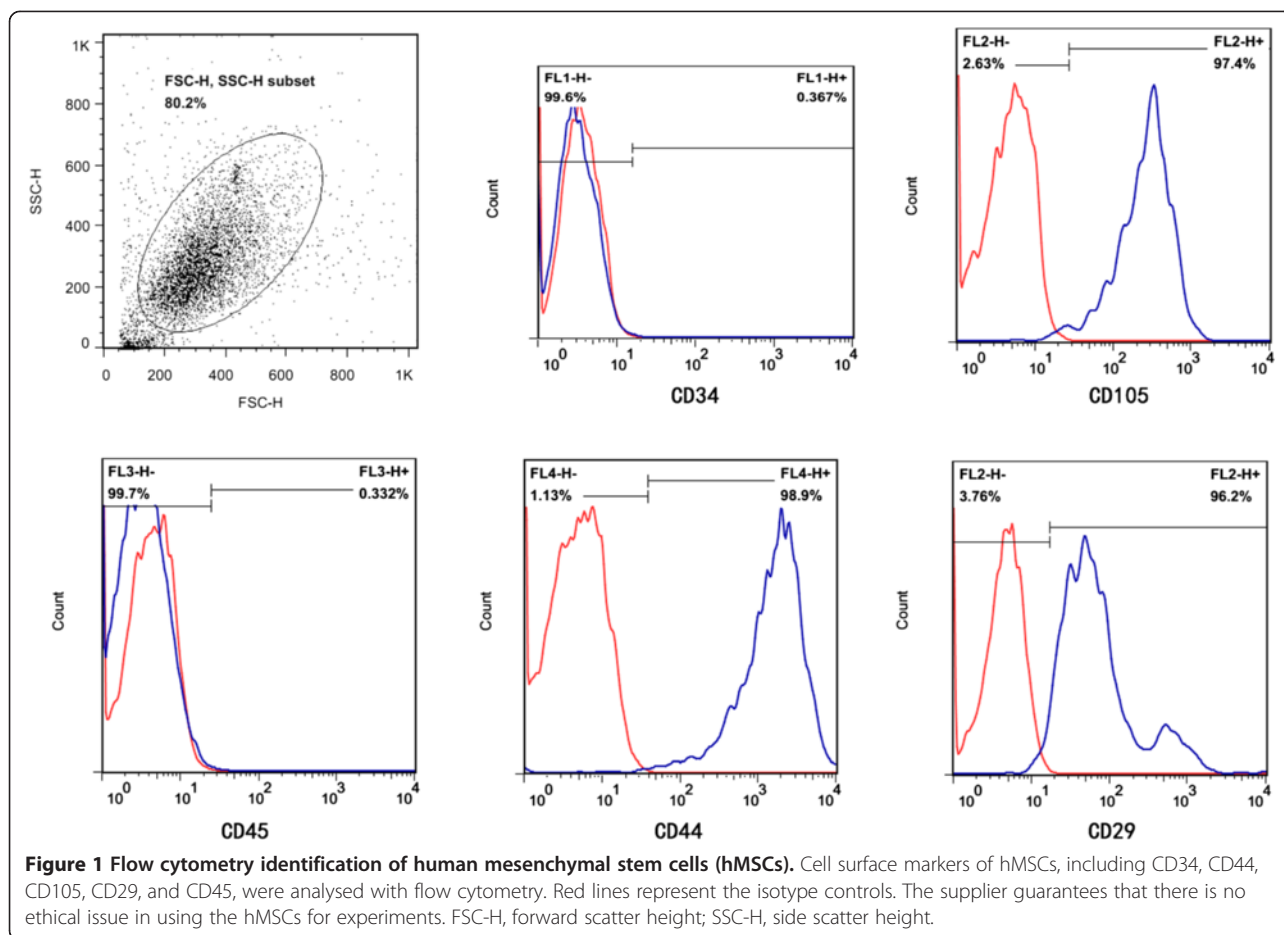 1K
800
600
400
200
0
SSC-H
FSC-H, SSC-H subset
80.2%
0 200 400 600 800 1K
FSC-H
FL1-H- FL1-H+
99.6% 0.367%
Count
10^0 10^1 10^2 10^3 10^4
CD34
FL2-H- FL2-H+
2.63% 97.4%
Count
10^0 10^1 10^2 10^3 10^4
CD105
FL3-H- FL3-H+
99.7% 0.332%
Count
10^0 10^1 10^2 10^3 10^4
CD45
FL4-H- FL4-H+
1.13% 98.9%
Count
10^0 10^1 10^2 10^3 10^4
CD44
FL2-H- FL2-H+
3.76% 96.2%
Count
10^0 10^1 10^2 10^3 10^4
CD29
Figure 1 Flow cytometry identification of human mesenchymal stem cells (hMSCs). Cell surface markers of hMSCs, including CD34, CD44,
CD105, CD29, and CD45, were analysed with flow cytometry. Red lines represent the isotype controls. The supplier guarantees that there is no
ethical issue in using the hMSCs for experiments. FSC-H, forward scatter height; SSC-H, side scatter height.